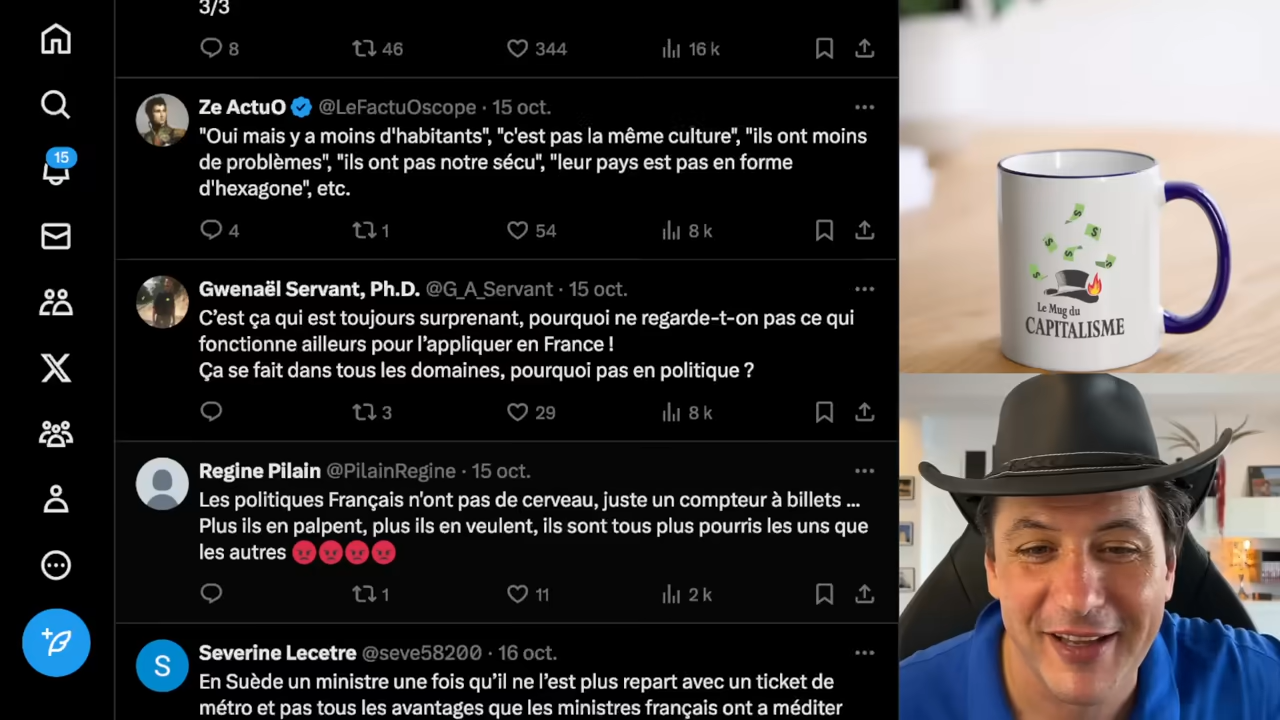 3/3
8 46 344 16 k
15
Ze ActuO @LeFactuOscope · 15 oct.
"Oui mais y a moins d'habitants", "c'est pas la même culture", "ils ont moins
de problèmes", "ils ont pas notre sécu", "leur pays est pas en forme
d'hexagone", etc.
4 1 54 8 k
Gwenaël Servant, Ph.D. @G_A_Servant · 15 oct.
C’est ça qui est toujours surprenant, pourquoi ne regarde-t-on pas ce qui
fonctionne ailleurs pour l’appliquer en France !
Ça se fait dans tous les domaines, pourquoi pas en politique ?
3 29 8 k
Regine Pilain @PilainRegine · 15 oct.
Les politiques Français n'ont pas de cerveau, juste un compteur à billets ...
Plus ils en palpent, plus ils en veulent, ils sont tous plus pourris les uns que
les autres 😡😡😡😡
1 11 2 k
S
Severine Lecetre @seve58200 · 16 oct.
En Suède un ministre une fois qu’il ne l’est plus repart avec un ticket de
métro et pas tous les avantages que les ministres français ont a méditer
Le Mug du
CAPITALISME